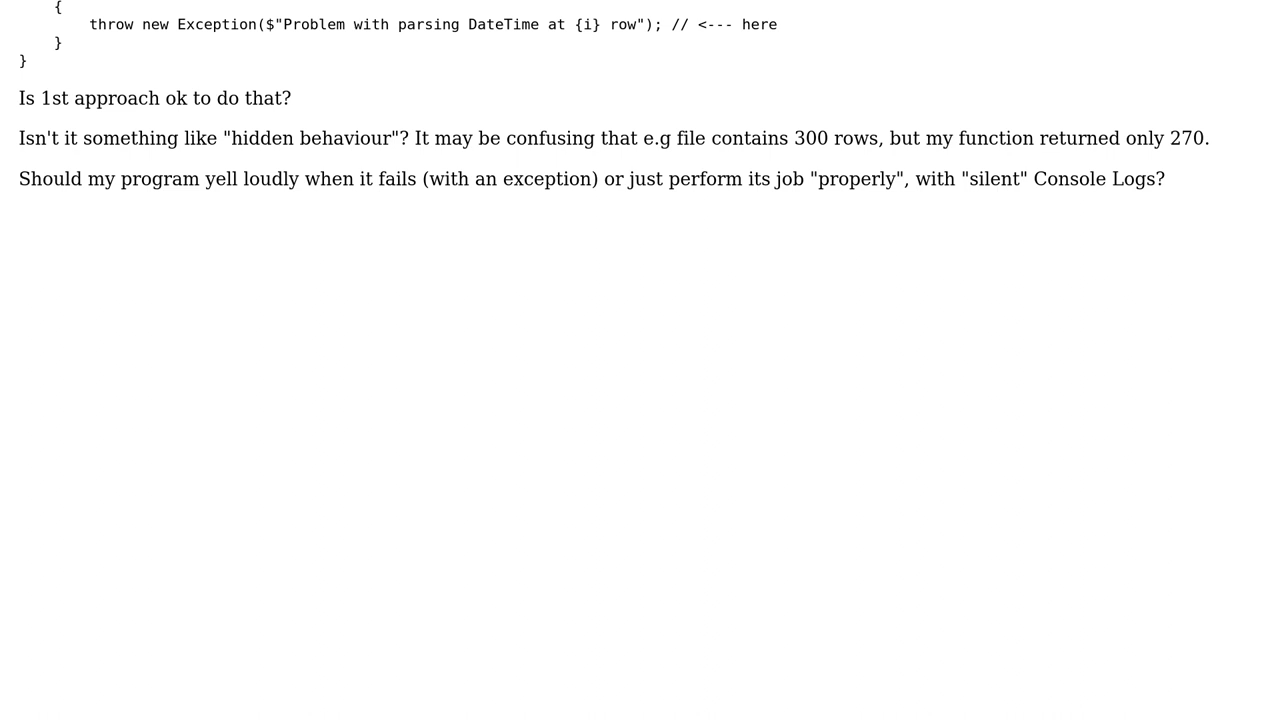 {
throw new Exception($"Problem with parsing DateTime at {i} row"); // <--- here
}
}
Is 1st approach ok to do that?
Isn't it something like "hidden behaviour"? It may be confusing that e.g file contains 300 rows, but my function returned only 270.
Should my program yell loudly when it fails (with an exception) or just perform its job "properly", with "silent" Console Logs?